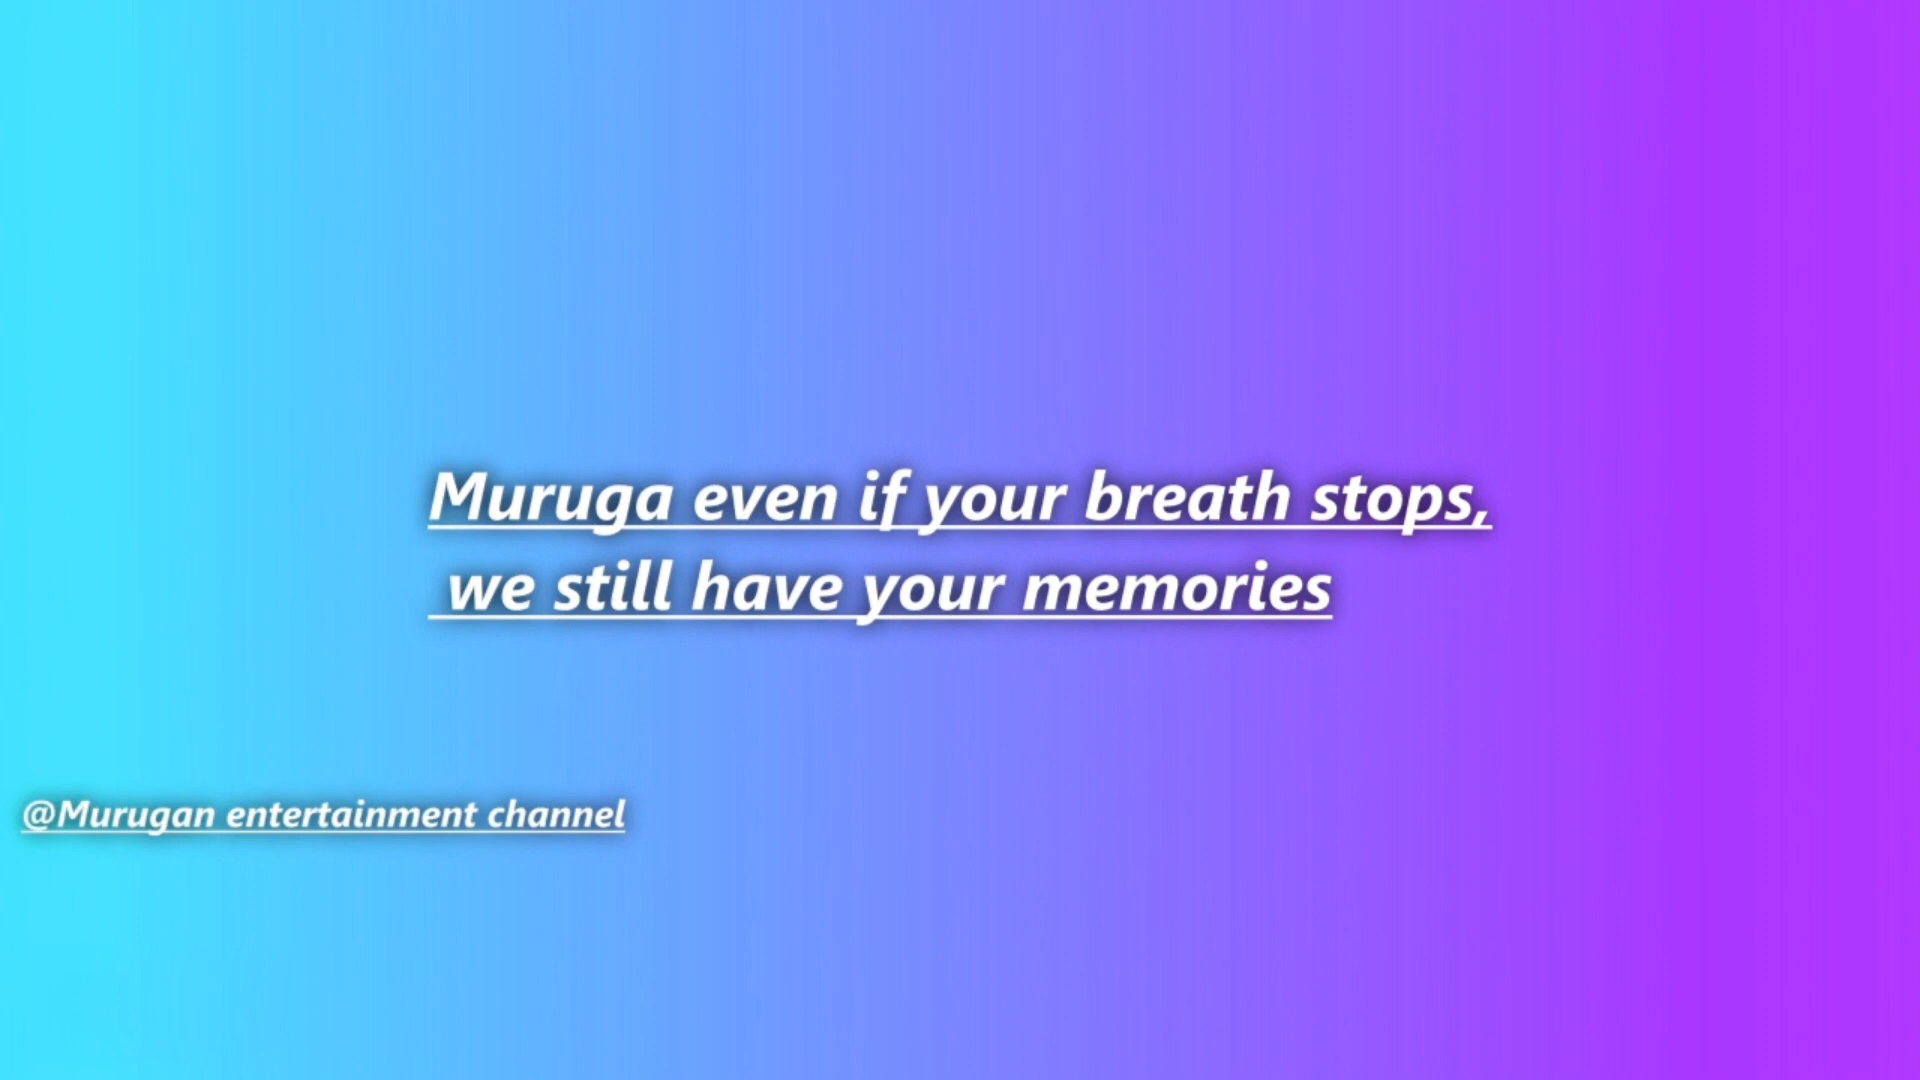 Muruga even if your breath stops,
we still have your memories
@Murugan entertainment channel